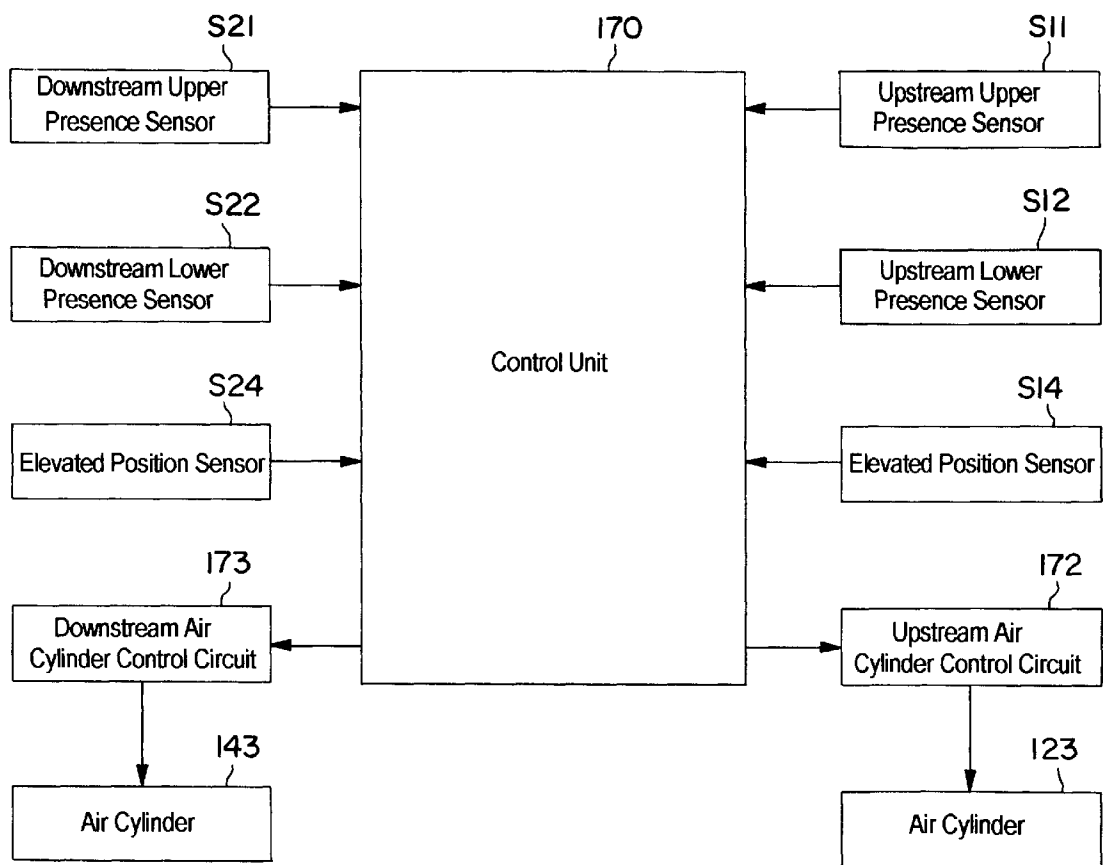 S21
170
S11
Downstream Upper
Presence Sensor
Upstream Upper
Presence Sensor
S22
S12
Downstream Lower
Presence Sensor
Upstream Lower
Presence Sensor
Control Unit
S24
S14
Elevated Position Sensor
Elevated Position Sensor
173
172
Downstream Air
Cylinder Control Circuit
Upstream Air
Cylinder Control Circuit
143
123
Air Cylinder
Air Cylinder